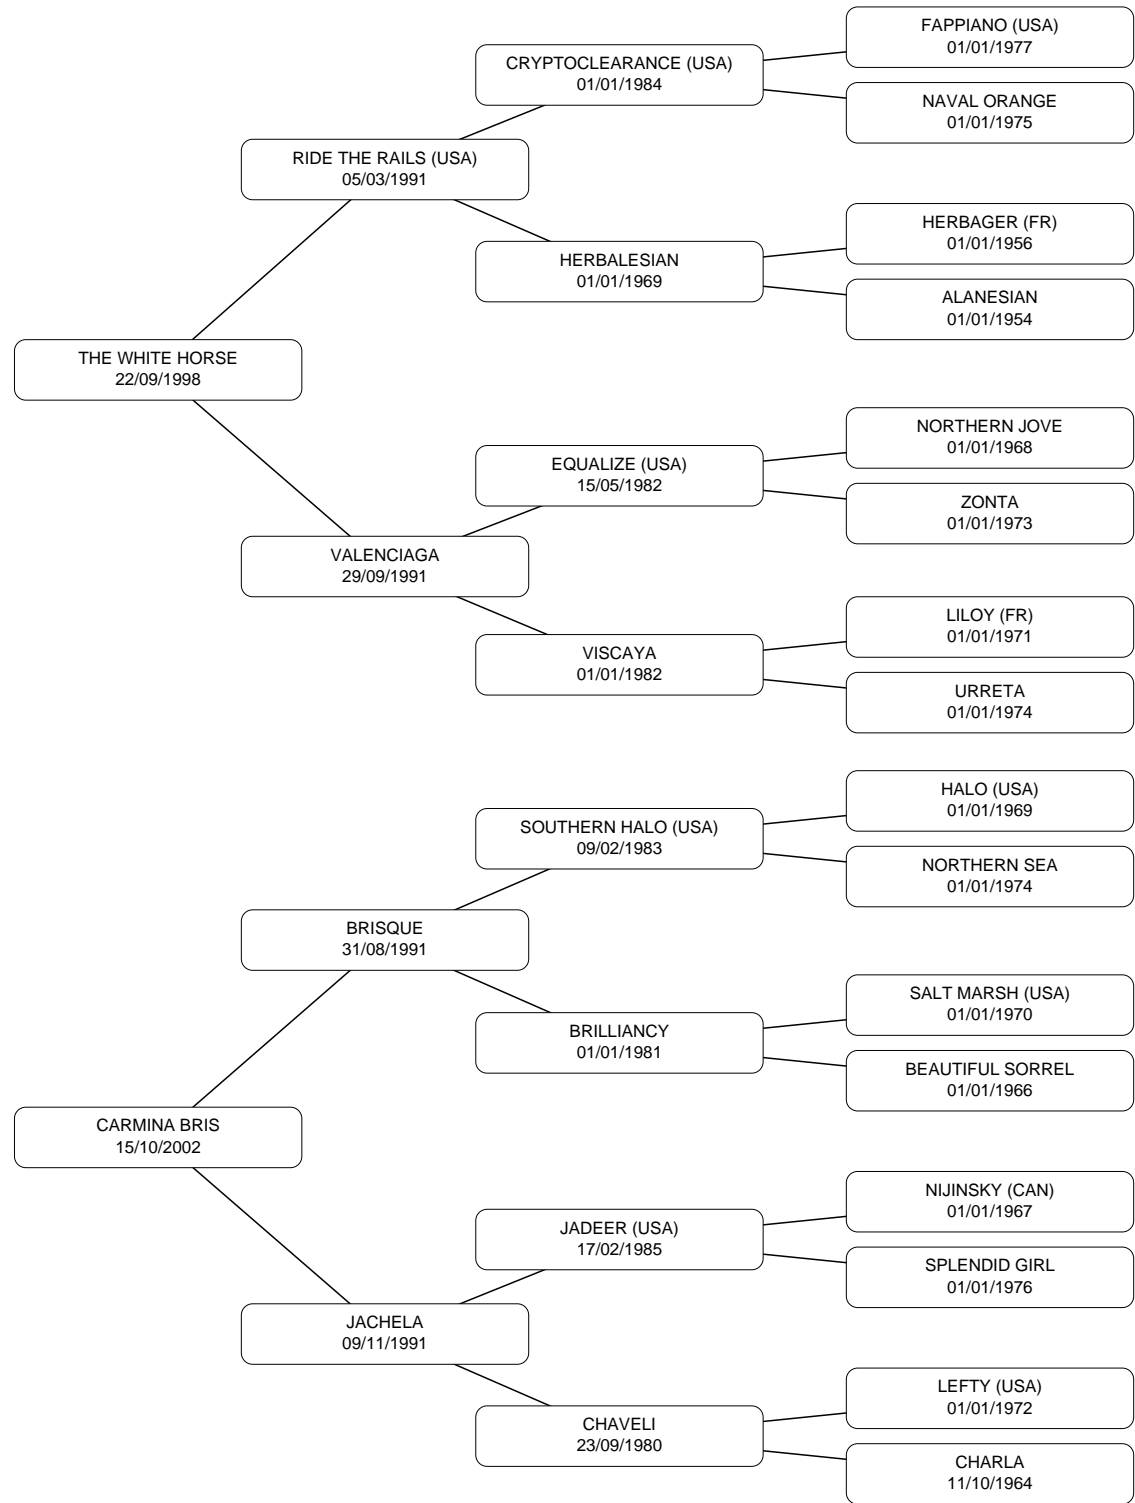 FAPPIANO (USA)
01/01/1977
CRYPTOCLEARANCE (USA)
01/01/1984
NAVAL ORANGE
01/01/1975
RIDE THE RAILS (USA)
05/03/1991
HERBAGER (FR)
01/01/1956
HERBALESIAN
01/01/1969
ALANESIAN
01/01/1954
THE WHITE HORSE
22/09/1998
NORTHERN JOVE
01/01/1968
EQUALIZE (USA)
15/05/1982
ZONTA
01/01/1973
VALENCIAGA
29/09/1991
LILOY (FR)
01/01/1971
VISCAYA
01/01/1982
URRETA
01/01/1974
HALO (USA)
01/01/1969
SOUTHERN HALO (USA)
09/02/1983
NORTHERN SEA
01/01/1974
BRISQUE
31/08/1991
SALT MARSH (USA)
01/01/1970
BRILLIANCY
01/01/1981
BEAUTIFUL SORREL
01/01/1966
CARMINA BRIS
15/10/2002
NIJINSKY (CAN)
01/01/1967
JADEER (USA)
17/02/1985
SPLENDID GIRL
01/01/1976
JACHELA
09/11/1991
LEFTY (USA)
01/01/1972
CHAVELI
23/09/1980
CHARLA
11/10/1964